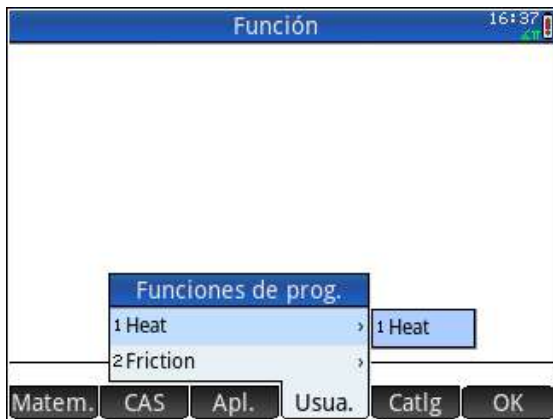 Función
16:37
∡π
Funciones de prog.
1 Heat ›
1 Heat
2 Friction ›
Matem. CAS Apl. Usua. Catlg OK